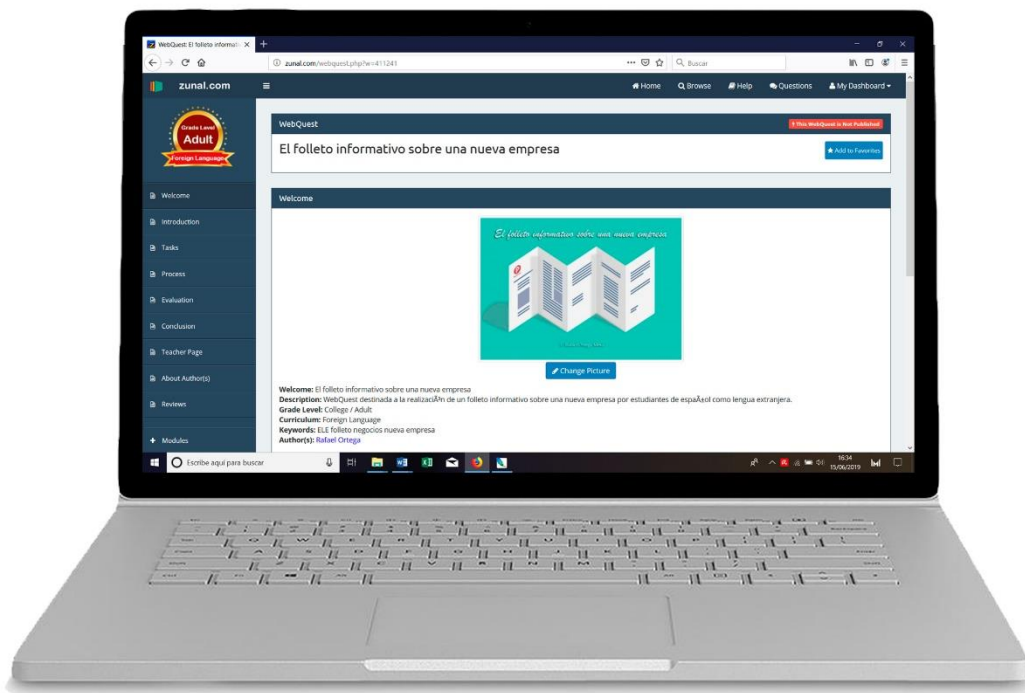 WebQuest: El folleto informati
zunal.com/webquest.php?w=411241
Buscar
zunal.com
Home
Browse
Help
Questions
My Dashboard
Grade Level
Adult
Foreign Language
WebQuest
! This WebQuest is Not Published
El folleto informativo sobre una nueva empresa
Add to Favorites
Welcome
Introduction
Tasks
Process
Evaluation
Conclusion
Teacher Page
About Author(s)
Reviews
Modules
Welcome
El folleto informativo sobre una nueva empresa
Change Picture
Welcome: El folleto informativo sobre una nueva empresa
Description: WebQuest destinada a la realizaciÃ³n de un folleto informativo sobre una nueva empresa por estudiantes de espaÃ±ol como lengua extranjera.
Grade Level: College / Adult
Curriculum: Foreign Language
Keywords: ELE folleto negocios nueva empresa
Author(s): Rafael Ortega
Escribe aquí para buscar
16:34
15/06/2019